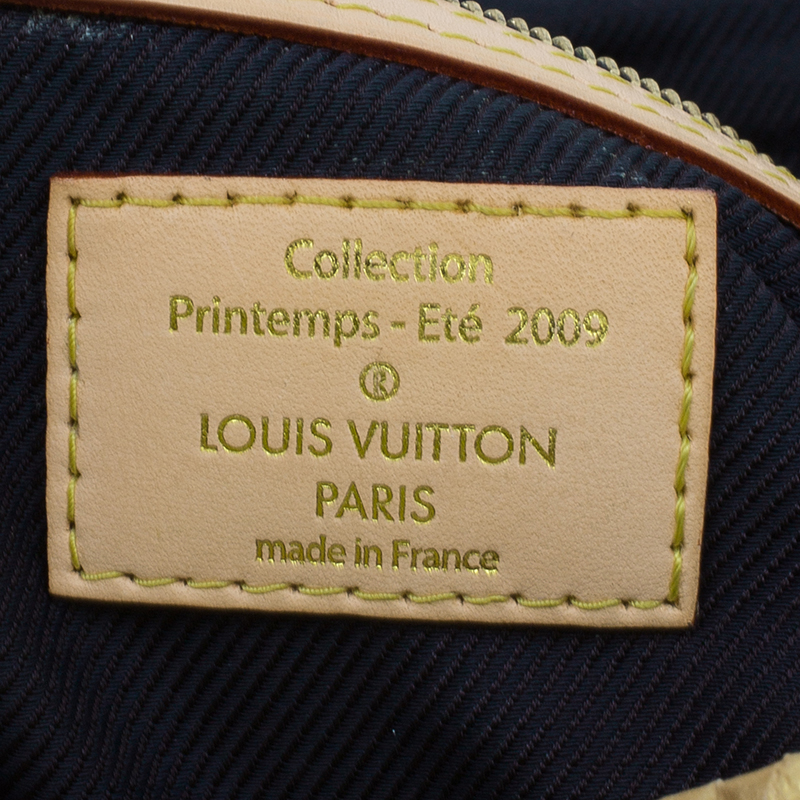 Collection
Printemps - Eté 2009
®
LOUIS VUITTON
PARIS
made in France